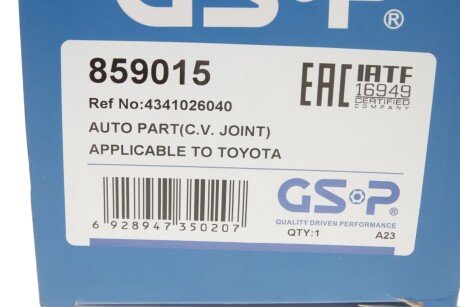 GSP®
859015
Ref No:4341026040
AUTO PART(C.V. JOINT)
APPLICABLE TO TOYOTA
EAC
IATF
16949
CERTIFIED
COMPANY
6 928947 350207
GSP®
QUALITY DRIVEN PERFORMANCE
QTY:1 A23